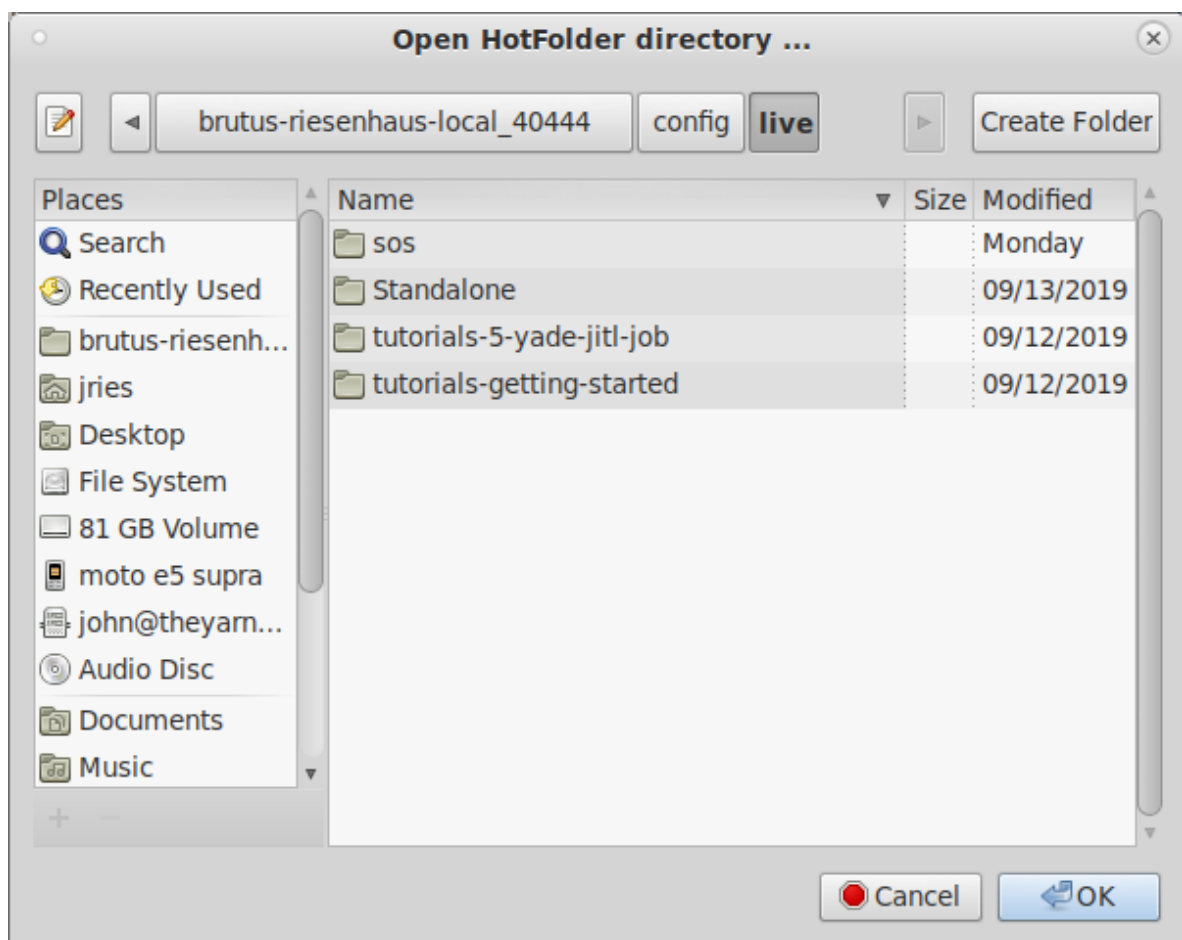 Open HotFolder directory ...
brutus-riesenhaus-local_40444 config live Create Folder
Places Name Size Modified
Search sos Monday
Recently Used Standalone 09/13/2019
brutus-riesenh... tutorials-5-yade-jitl-job 09/12/2019
jries tutorials-getting-started 09/12/2019
Desktop
File System
81 GB Volume
moto e5 supra
john@theyarn...
Audio Disc
Documents
Music
Cancel OK